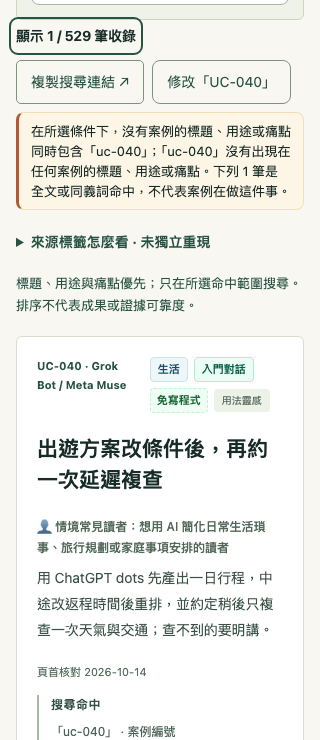 顯示 1 / 529 筆收錄
複製搜尋連結 ↗
修改「UC-040」
在所選條件下，沒有案例的標題、用途或痛點
同時包含「uc-040」；「uc-040」沒有出現在
任何案例的標題、用途或痛點。下列 1 筆是
全文或同義詞命中，不代表案例在做這件事。
▶ 來源標籤怎麼看 · 未獨立重現
標題、用途與痛點優先；只在所選命中範圍搜尋。
排序不代表成果或證據可靠度。
UC-040 · Grok
Bot / Meta Muse
生活
入門對話
免寫程式
用法靈感
出遊方案改條件後，再約
一次延遲複查
👤 情境常見讀者：想用 AI 簡化日常生活瑣
事、旅行規劃或家庭事項安排的讀者
用 ChatGPT dots 先產出一日行程，中
途改返程時間後重排，並約定稍後只複
查一次天氣與交通；查不到的要明講。
頁首核對 2026-10-14
搜尋命中
「uc-040」 · 案例編號